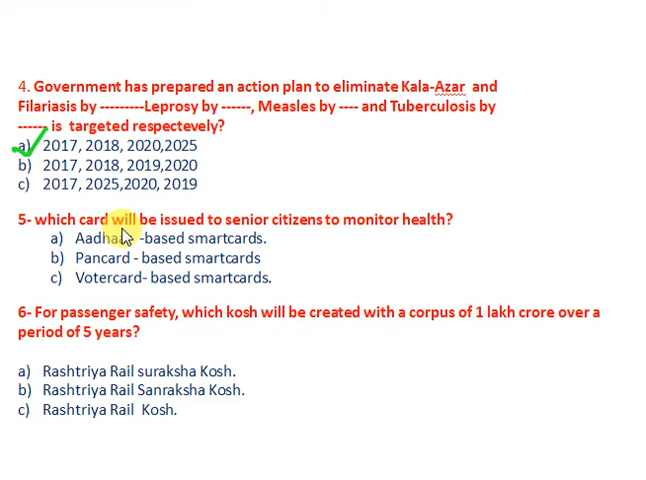 4. Government has prepared an action plan to eliminate Kala-Azar and
Filariasis by ---------Leprosy by ------, Measles by ---- and Tuberculosis by
------ is targeted respectevely?
a) 2017, 2018, 2020,2025
b) 2017, 2018, 2019,2020
c) 2017, 2025,2020, 2019
5- which card will be issued to senior citizens to monitor health?
a) -based smartcards.
b) Pancard - based smartcards
c) Votercard- based smartcards.
6- For passenger safety, which kosh will be created with a corpus of 1 lakh crore over a
period of 5 years?
a) Rashtriya Rail suraksha Kosh.
b) Rashtriya Rail Sanraksha Kosh.
c) Rashtriya Rail Kosh.